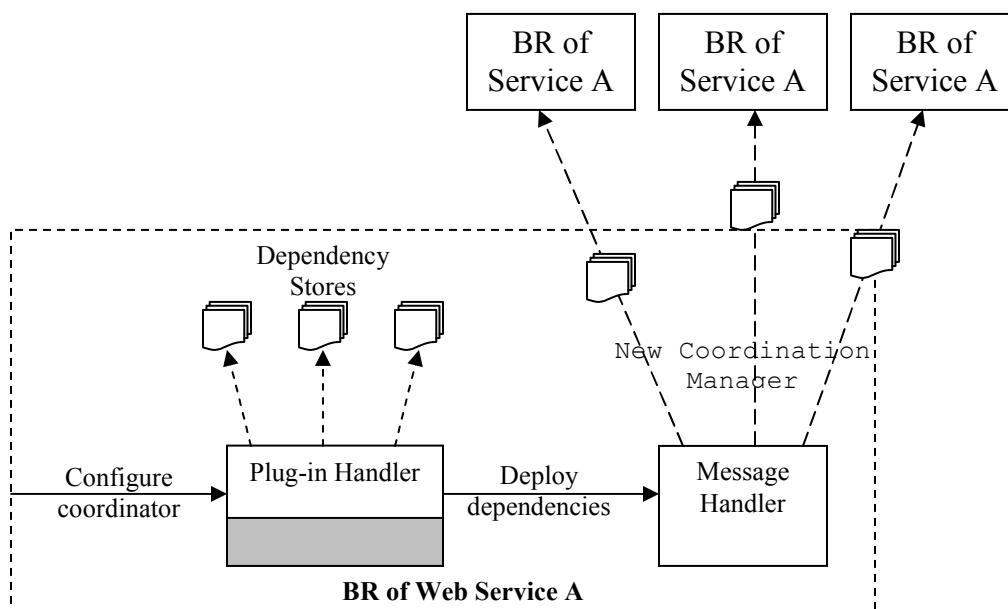 BR of
Service A
BR of
Service A
BR of
Service A
Dependency
Stores
New Coordination
Manager
Configure
coordinator
Plug-in Handler
Deploy
dependencies
Message
Handler
BR of Web Service A